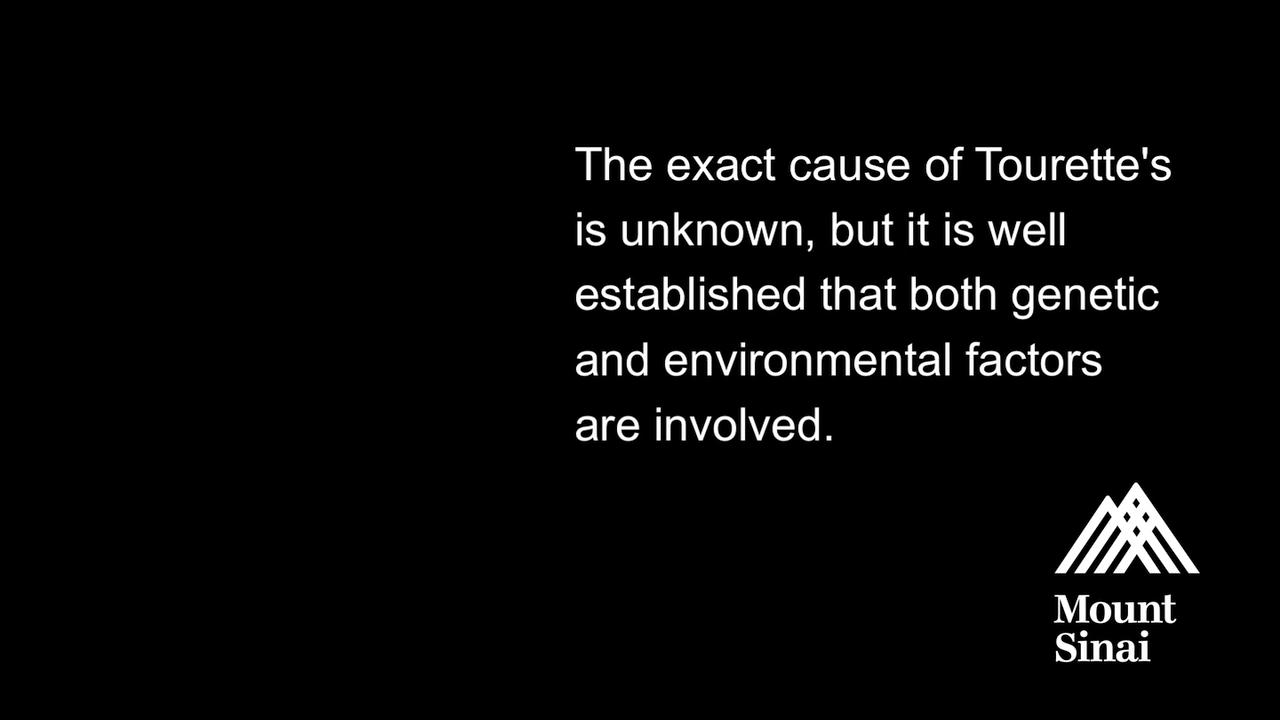 The exact cause of Tourette's
is unknown, but it is well
established that both genetic
and environmental factors
are involved.
Mount
Sinai